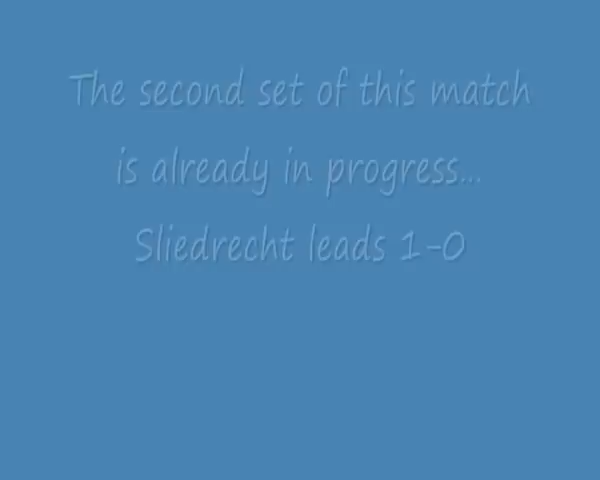 The second set of this match
is already in progress...
Sliedrecht leads 1-0